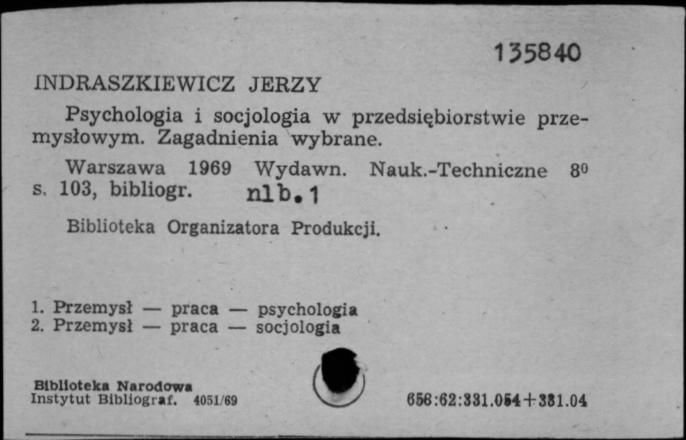 135840
INDRASZKIEWICZ JERZY
Psychologia i socjologia w przedsiębiorstwie prze-
mysłowym. Zagadnienia wybrane.
Warszawa 1969 Wydawn. Nauk.-Techniczne 8⁰
s. 103, bibliogr. nlb.1
Biblioteka Organizatora Produkcji.
1. Przemysł — praca — psychologia
2. Przemysł — praca — socjologia
Biblioteka Narodowa
Instytut Bibliograf. 4051/69
656:62:331.054+331.04